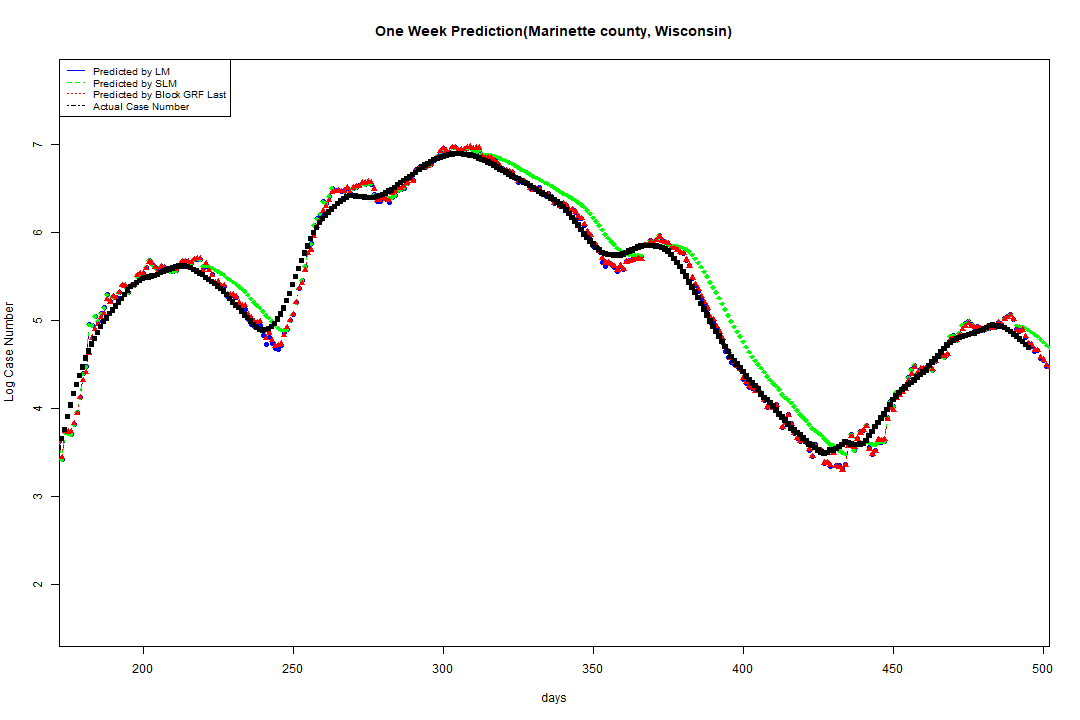 One Week Prediction(Marinette county, Wisconsin)
Predicted by LM
Predicted by SLM
Predicted by Block GRF Last
Actual Case Number
7
6
5
4
3
2
Log Case Number
200 250 300 350 400 450 500
days